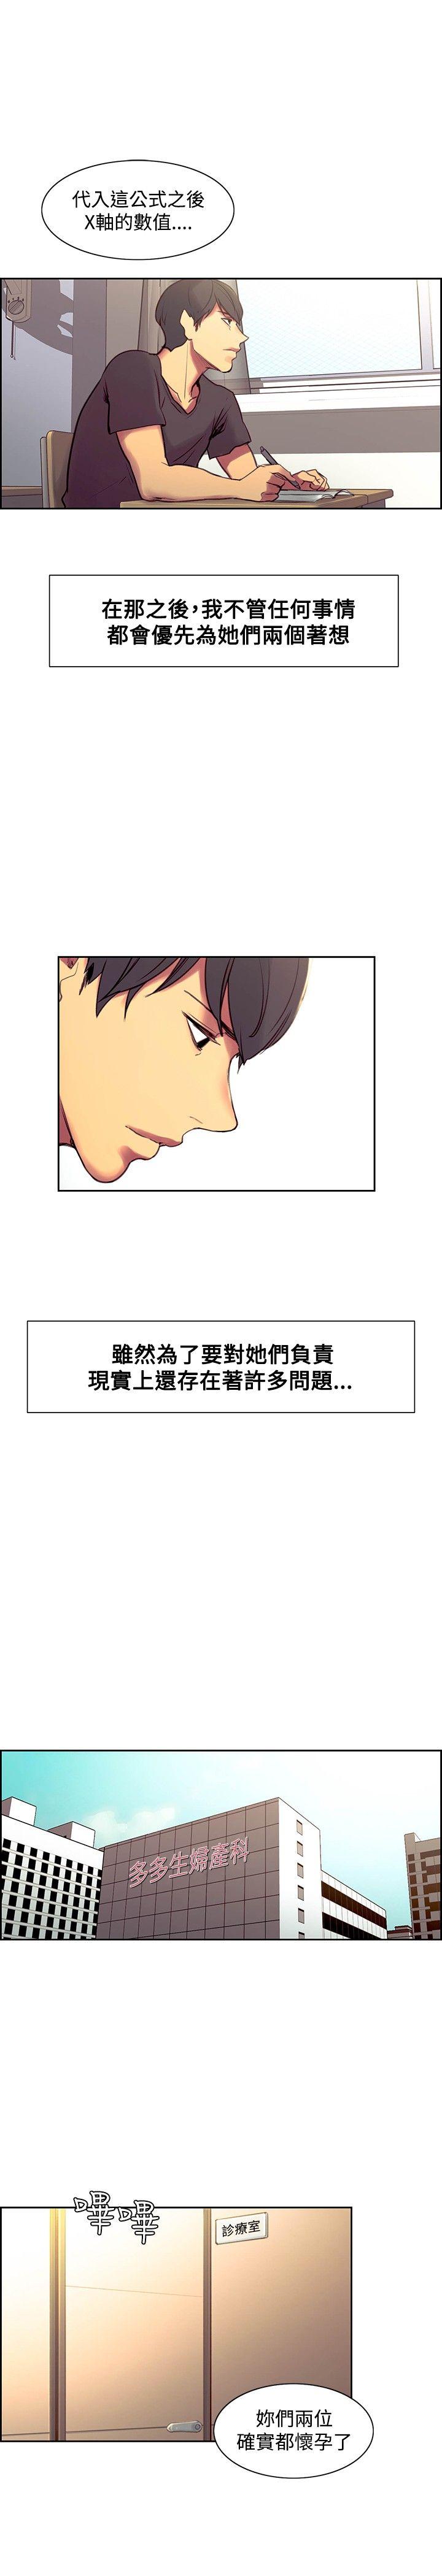 代入這公式之後
X軸的數值....
在那之後，我不管任何事情
都會優先為她們兩個著想
雖然為了要對她們負責
現實上還存在著許多問題...
多多生婦產科
嗶嗶
診療室
妳們兩位
確實都懷孕了